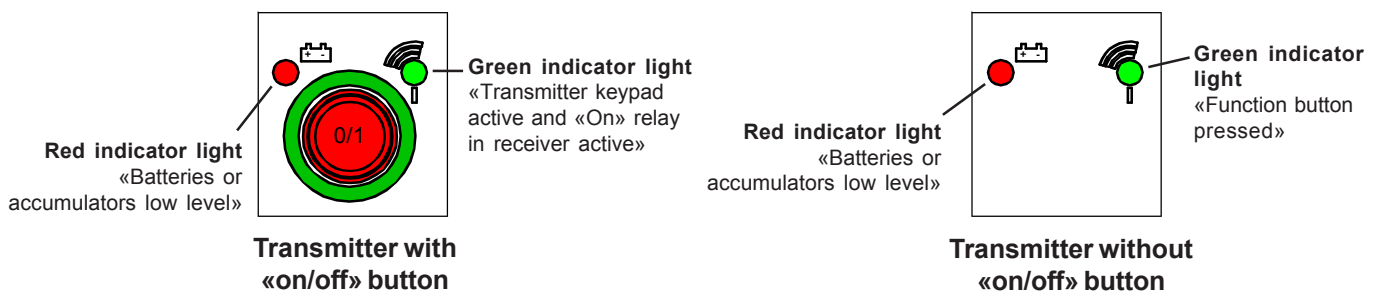 + -
Green indicator light
«Transmitter keypad
active and «On» relay
in receiver active»
0/1
Red indicator light
«Batteries or
accumulators low level»
Transmitter with
«on/off» button
+ -
Green indicator
light
«Function button
pressed»
Red indicator light
«Batteries or
accumulators low level»
Transmitter without
«on/off» button